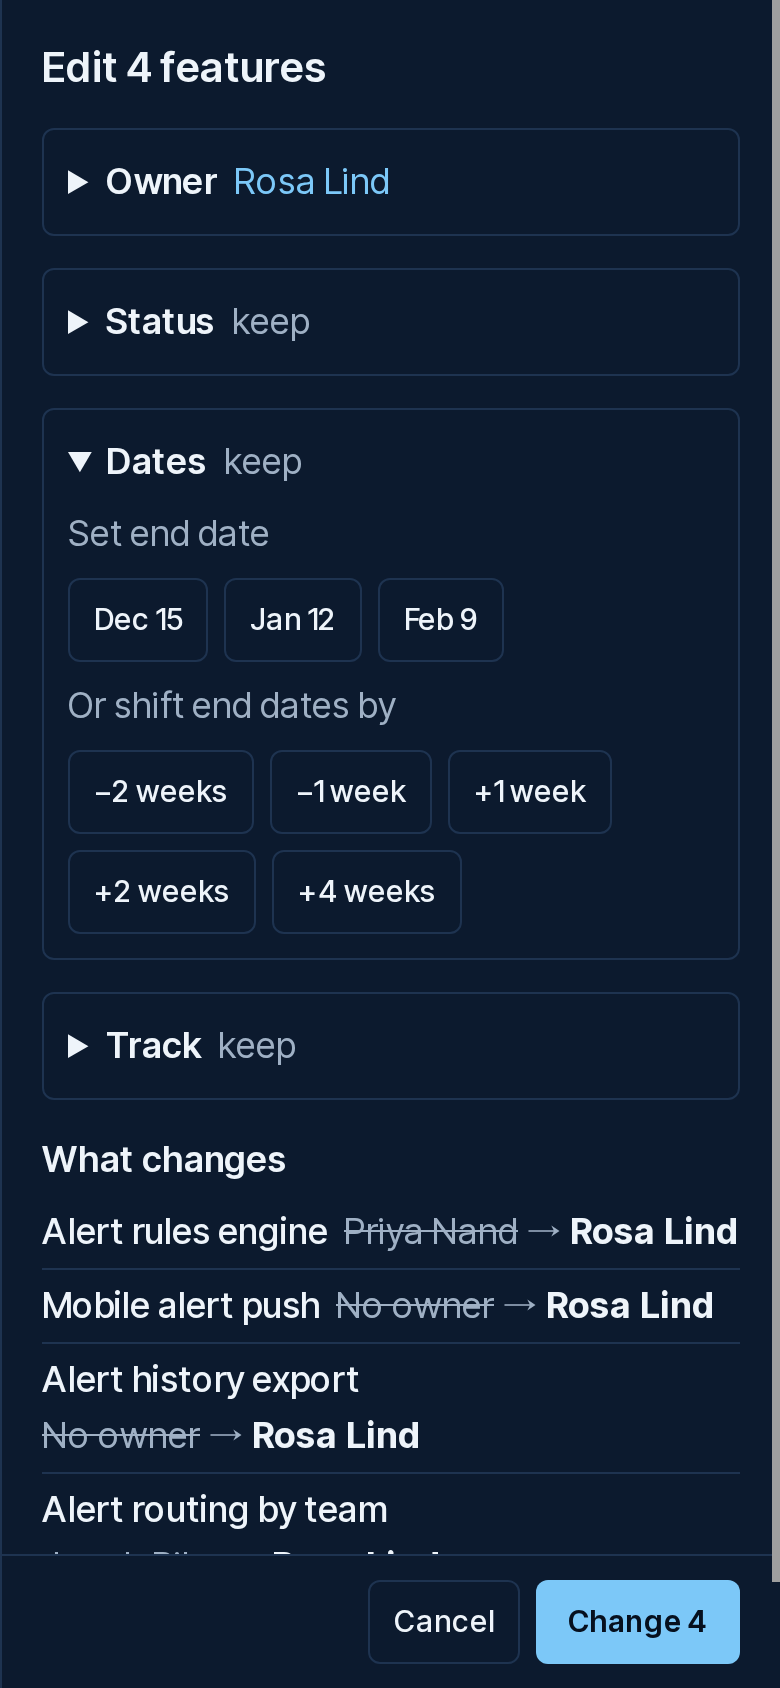 Edit 4 features
Owner Rosa Lind
Status keep
Dates keep
Set end date
Dec 15 Jan 12 Feb 9
Or shift end dates by
−2 weeks −1 week +1 week
+2 weeks +4 weeks
Track keep
What changes
Alert rules engine Priya Nand → Rosa Lind
Mobile alert push No owner → Rosa Lind
Alert history export
No owner → Rosa Lind
Alert routing by team
Cancel Change 4